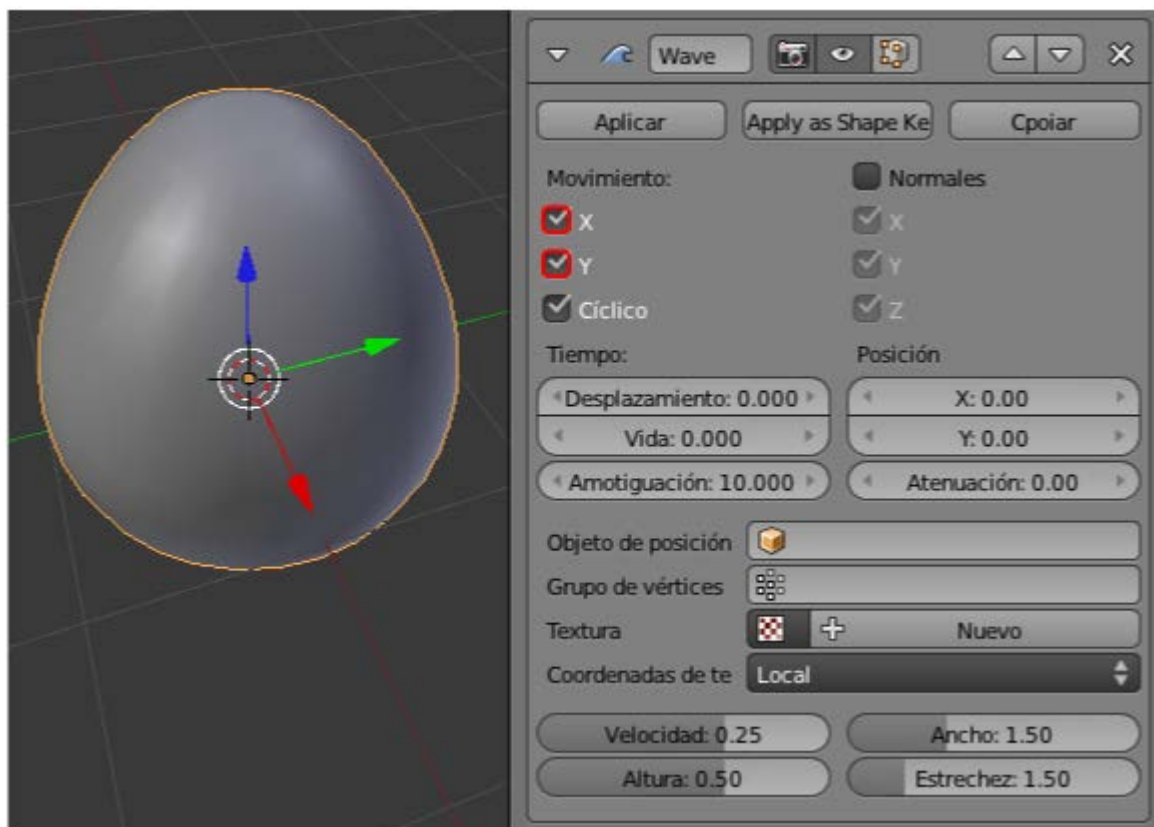 Wave
Aplicar Apply as Shape Ke Cpoiar
Movimiento: Normales
X X
Y Y
Cíclico Z
Tiempo: Posición
Desplazamiento: 0.000 X: 0.00
Vida: 0.000 Y: 0.00
Amotiguación: 10.000 Atenuación: 0.00
Objeto de posición
Grupo de vértices
Textura Nuevo
Coordenadas de te Local
Velocidad: 0.25 Ancho: 1.50
Altura: 0.50 Estrechez: 1.50